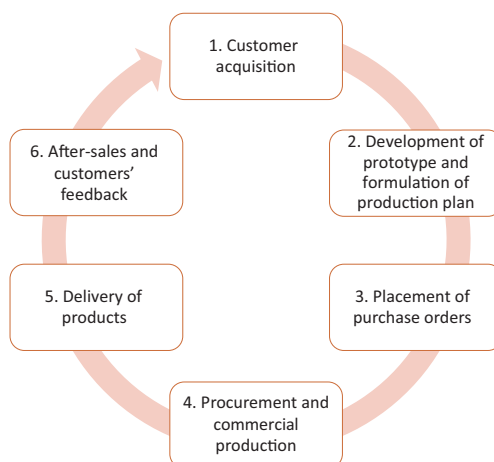 1. Customer
acquisition
2. Development of
prototype and
formulation of
production plan
3. Placement of
purchase orders
4. Procurement and
commercial
production
5. Delivery of
products
6. After-sales and
customers’
feedback